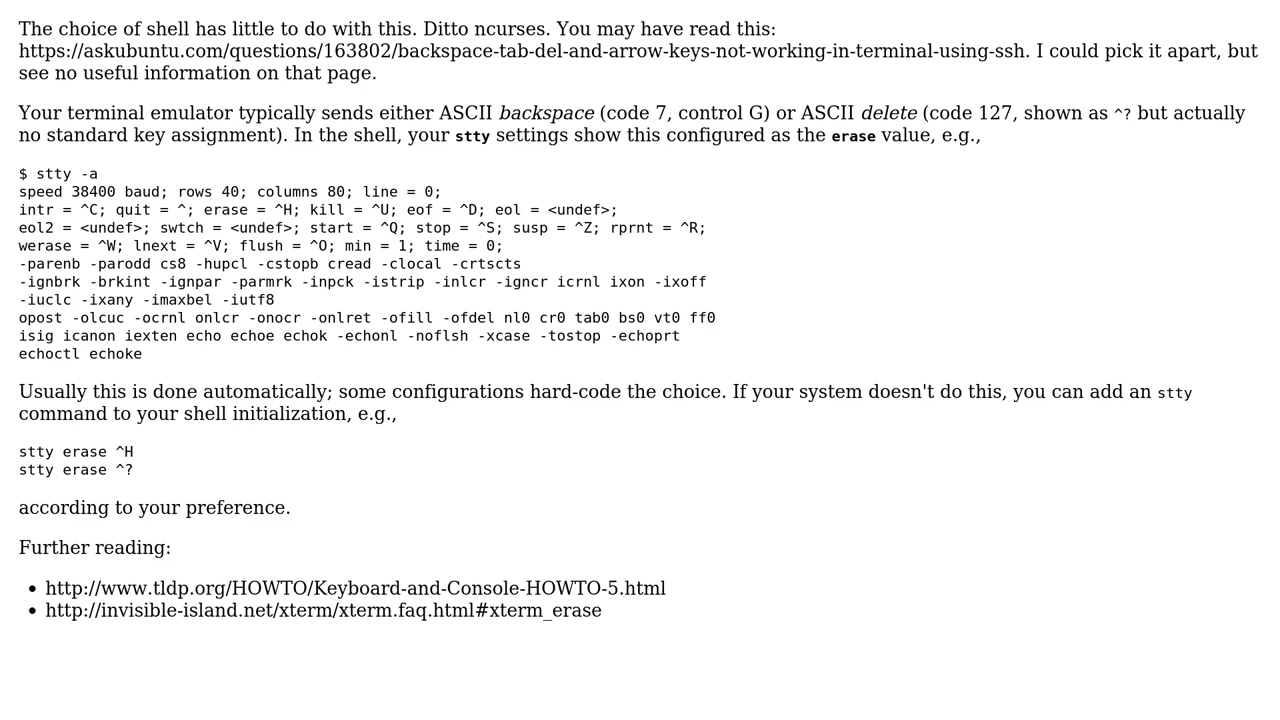 The choice of shell has little to do with this. Ditto ncurses. You may have read this:
https://askubuntu.com/questions/163802/backspace-tab-del-and-arrow-keys-not-working-in-terminal-using-ssh. I could pick it apart, but
see no useful information on that page.
Your terminal emulator typically sends either ASCII backspace (code 7, control G) or ASCII delete (code 127, shown as ^? but actually
no standard key assignment). In the shell, your stty settings show this configured as the erase value, e.g.,
$ stty -a
speed 38400 baud; rows 40; columns 80; line = 0;
intr = ^C; quit = ^; erase = ^H; kill = ^U; eof = ^D; eol = <undef>;
eol2 = <undef>; swtch = <undef>; start = ^Q; stop = ^S; susp = ^Z; rprnt = ^R;
werase = ^W; lnext = ^V; flush = ^O; min = 1; time = 0;
-parenb -parodd cs8 -hupcl -cstopb cread -clocal -crtscts
-ignbrk -brkint -ignpar -parmrk -inpck -istrip -inlcr -igncr icrnl ixon -ixoff
-iuclc -ixany -imaxbel -iutf8
opost -olcuc -ocrnl onlcr -onocr -onlret -ofill -ofdel nl0 cr0 tab0 bs0 vt0 ff0
isig icanon iexten echo echoe echok -echonl -noflsh -xcase -tostop -echoprt
echoctl echoke
Usually this is done automatically; some configurations hard-code the choice. If your system doesn't do this, you can add an stty
command to your shell initialization, e.g.,
stty erase ^H
stty erase ^?
according to your preference.
Further reading:
• http://www.tldp.org/HOWTO/Keyboard-and-Console-HOWTO-5.html
• http://invisible-island.net/xterm/xterm.faq.html#xterm_erase